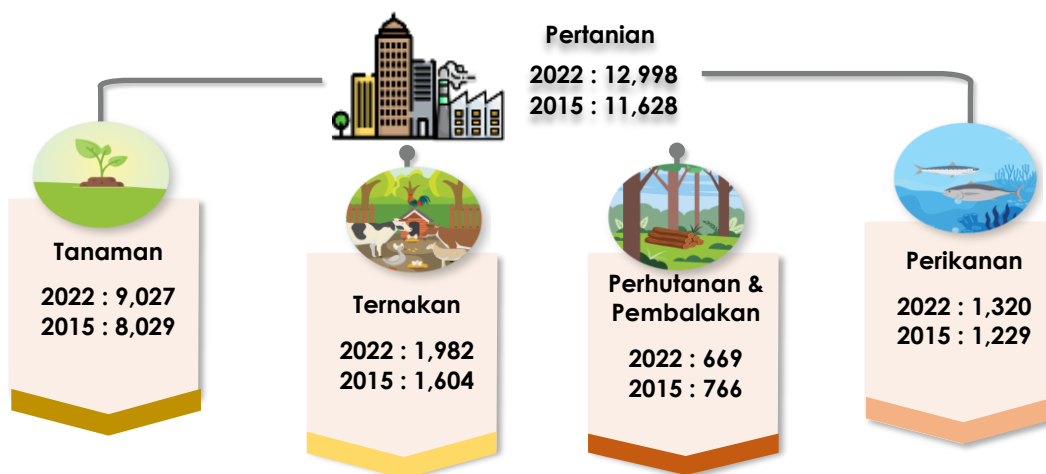 Pertanian
2022 : 12,998
2015 : 11,628
Tanaman
2022 : 9,027
2015 : 8,029
Ternakan
2022 : 1,982
2015 : 1,604
Perhutanan &
Pembalakan
2022 : 669
2015 : 766
Perikanan
2022 : 1,320
2015 : 1,229